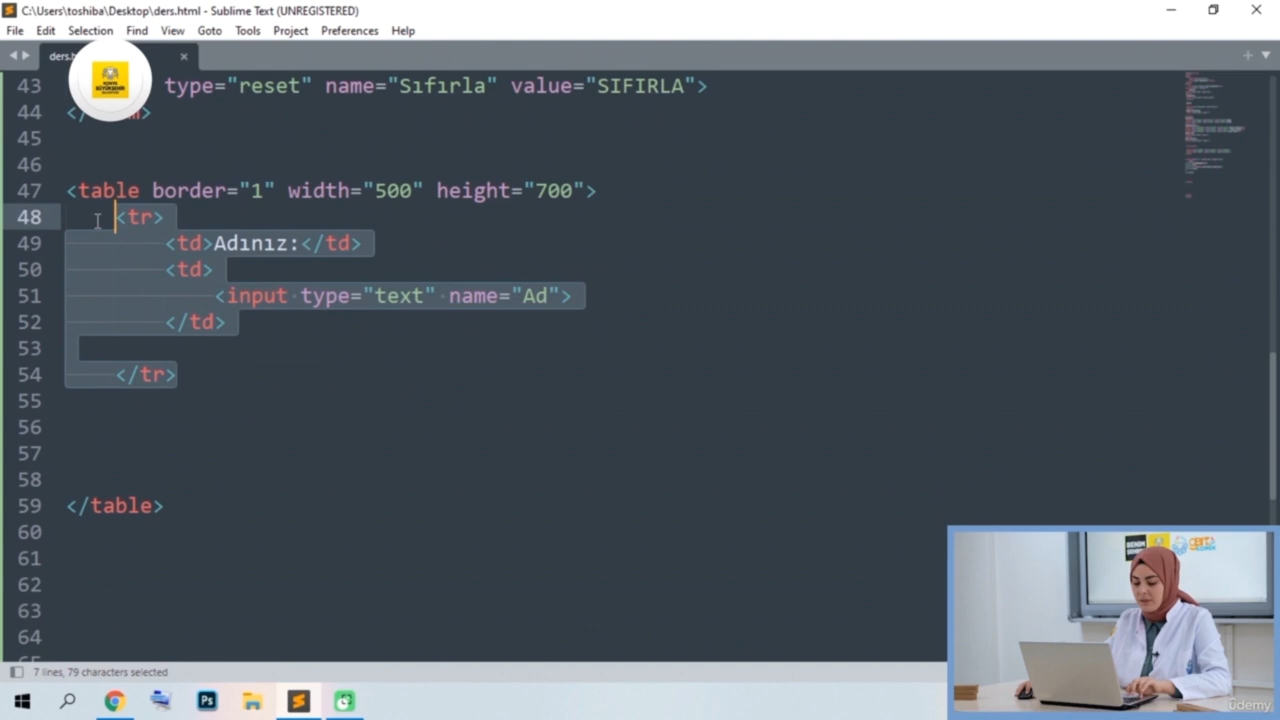 C:\Users\toshiba\Desktop\ders.html - Sublime Text (UNREGISTERED)
File Edit Selection Find View Goto Tools Project Preferences Help
43 type="reset" name="Sıfırla" value="SIFIRLA">
44
45
46
47 <table border="1" width="500" height="700">
48 <tr>
49 <td>Adınız:</td>
50 <td>
51 <input type="text" name="Ad">
52 </td>
53
54 </tr>
55
56
57
58
59 </table>
60
61
62
63
64
7 lines, 79 characters selected
Ps
udemy